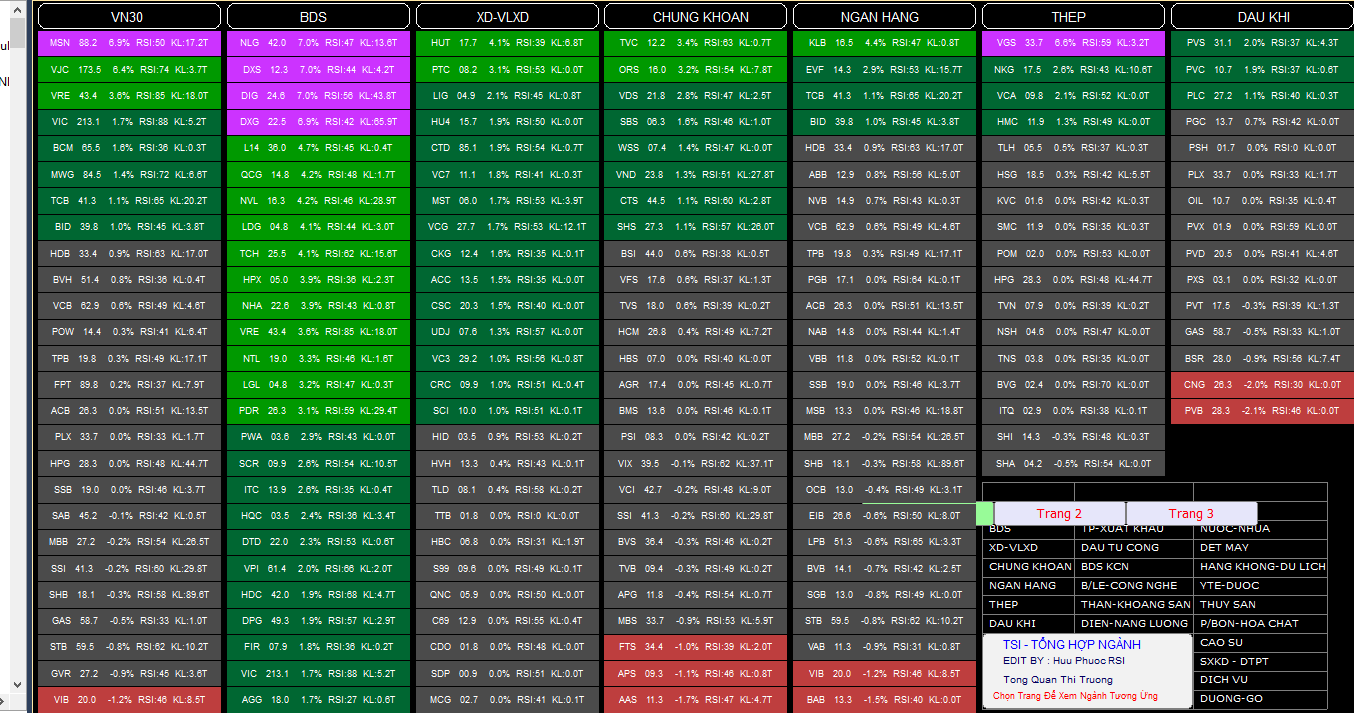 VN30
MSN 88.2 6.9% RSI:50 KL:17.2T
VJC 173.5 6.4% RSI:74 KL:3.7T
VRE 43.4 3.6% RSI:85 KL:18.0T
VIC 213.1 1.7% RSI:88 KL:5.2T
BCM 65.5 1.6% RSI:36 KL:0.3T
MWG 84.5 1.4% RSI:72 KL:6.6T
TCB 41.3 1.1% RSI:65 KL:20.2T
BID 39.8 1.0% RSI:45 KL:3.8T
HDB 33.4 0.9% RSI:63 KL:17.0T
BVH 51.4 0.8% RSI:36 KL:0.4T
VCB 62.9 0.6% RSI:49 KL:4.6T
POW 14.4 0.3% RSI:41 KL:6.4T
TPB 19.8 0.3% RSI:49 KL:17.1T
FPT 89.8 0.2% RSI:37 KL:7.9T
ACB 26.3 0.0% RSI:51 KL:13.5T
PLX 33.7 0.0% RSI:33 KL:1.7T
HPG 28.3 0.0% RSI:48 KL:44.7T
SSB 19.0 0.0% RSI:46 KL:3.7T
SAB 45.2 -0.1% RSI:42 KL:0.5T
MBB 27.2 -0.2% RSI:54 KL:26.5T
SSI 41.3 -0.2% RSI:60 KL:29.8T
SHB 18.1 -0.3% RSI:58 KL:89.6T
GAS 58.7 -0.5% RSI:33 KL:1.0T
STB 59.5 -0.8% RSI:62 KL:10.2T
GVR 27.2 -0.9% RSI:45 KL:3.6T
VIB 20.0 -1.2% RSI:46 KL:8.5T
BDS
NLG 42.0 7.0% RSI:47 KL:13.6T
DXS 12.3 7.0% RSI:44 KL:4.2T
DIG 24.6 7.0% RSI:56 KL:43.8T
DXG 22.5 6.9% RSI:42 KL:65.9T
L14 36.0 4.7% RSI:45 KL:0.4T
QCG 14.8 4.2% RSI:48 KL:1.7T
NVL 16.3 4.2% RSI:46 KL:28.9T
LDG 04.8 4.1% RSI:44 KL:3.0T
TCH 25.5 4.1% RSI:62 KL:15.6T
HPX 05.0 3.9% RSI:36 KL:2.3T
NHA 22.6 3.9% RSI:43 KL:0.8T
VRE 43.4 3.6% RSI:85 KL:18.0T
NTL 19.0 3.3% RSI:46 KL:1.6T
LGL 04.8 3.2% RSI:47 KL:0.3T
PDR 26.3 3.1% RSI:59 KL:29.4T
PWA 03.6 2.9% RSI:43 KL:0.0T
SCR 09.9 2.6% RSI:54 KL:10.5T
ITC 13.9 2.6% RSI:35 KL:0.4T
HQC 03.5 2.4% RSI:36 KL:3.4T
DTD 22.0 2.3% RSI:53 KL:0.6T
VPI 61.4 2.0% RSI:66 KL:2.0T
HDC 42.0 1.9% RSI:68 KL:4.7T
DPG 49.3 1.9% RSI:57 KL:2.9T
FIR 07.9 1.8% RSI:36 KL:0.2T
VIC 213.1 1.7% RSI:88 KL:5.2T
AGG 18.0 1.7% RSI:27 KL:0.6T
XD-VLXD
HUT 17.7 4.1% RSI:39 KL:6.8T
PTC 08.2 3.1% RSI:53 KL:0.0T
LIG 04.9 2.1% RSI:45 KL:0.8T
HU4 15.7 1.9% RSI:50 KL:0.0T
CTD 85.1 1.9% RSI:54 KL:0.7T
VC7 11.1 1.8% RSI:41 KL:0.3T
MST 06.0 1.7% RSI:53 KL:3.9T
VCG 27.7 1.7% RSI:53 KL:12.1T
CKG 12.4 1.6% RSI:35 KL:0.1T
ACC 13.5 1.5% RSI:35 KL:0.0T
CSC 20.3 1.5% RSI:40 KL:0.0T
UDJ 07.6 1.3% RSI:57 KL:0.0T
VC3 29.2 1.0% RSI:56 KL:0.8T
CRC 09.9 1.0% RSI:51 KL:0.4T
SCI 10.0 1.0% RSI:51 KL:0.1T
HID 03.5 0.9% RSI:53 KL:0.2T
HVH 13.3 0.4% RSI:43 KL:0.1T
TLD 08.1 0.4% RSI:58 KL:0.2T
TTB 01.8 0.0% RSI:0 KL:0.0T
HBC 06.8 0.0% RSI:31 KL:1.9T
S99 09.6 0.0% RSI:49 KL:0.1T
QNC 05.9 0.0% RSI:50 KL:0.0T
C69 12.9 0.0% RSI:55 KL:0.4T
CDO 01.8 0.0% RSI:48 KL:0.0T
SDP 00.9 0.0% RSI:51 KL:0.0T
MCG 02.7 0.0% RSI:41 KL:0.1T
CHUNG KHOAN
TVC 12.2 3.4% RSI:63 KL:0.7T
ORS 16.0 3.2% RSI:54 KL:7.8T
VDS 21.8 2.8% RSI:47 KL:2.5T
SBS 06.3 1.6% RSI:46 KL:1.0T
WSS 07.4 1.4% RSI:47 KL:0.0T
VND 23.8 1.3% RSI:51 KL:27.8T
CTS 44.5 1.1% RSI:60 KL:2.8T
SHS 27.3 1.1% RSI:57 KL:26.0T
BSI 44.0 0.6% RSI:38 KL:0.5T
VFS 17.6 0.6% RSI:37 KL:1.3T
TVS 18.0 0.6% RSI:39 KL:0.2T
HCM 26.8 0.4% RSI:49 KL:7.2T
HBS 07.0 0.0% RSI:40 KL:0.0T
AGR 17.4 0.0% RSI:45 KL:0.7T
BMS 13.6 0.0% RSI:46 KL:0.1T
PSI 08.3 0.0% RSI:42 KL:0.2T
VIX 39.5 -0.1% RSI:62 KL:37.1T
VCI 42.7 -0.2% RSI:48 KL:9.0T
SSI 41.3 -0.2% RSI:60 KL:29.8T
BVS 36.4 -0.3% RSI:46 KL:0.2T
TVB 09.4 -0.3% RSI:49 KL:0.2T
APG 11.8 -0.4% RSI:54 KL:0.7T
MBS 33.7 -0.9% RSI:53 KL:5.9T
FTS 34.4 -1.0% RSI:39 KL:2.0T
APS 09.3 -1.1% RSI:46 KL:0.8T
AAS 11.3 -1.7% RSI:47 KL:4.7T
NGAN HANG
KLB 16.5 4.4% RSI:47 KL:0.8T
EVF 14.3 2.9% RSI:53 KL:15.7T
TCB 41.3 1.1% RSI:65 KL:20.2T
BID 39.8 1.0% RSI:45 KL:3.8T
HDB 33.4 0.9% RSI:63 KL:17.0T
ABB 12.9 0.8% RSI:56 KL:5.0T
NVB 14.9 0.7% RSI:43 KL:0.3T
VCB 62.9 0.6% RSI:49 KL:4.6T
TPB 19.8 0.3% RSI:49 KL:17.1T
PGB 17.1 0.0% RSI:64 KL:0.1T
ACB 26.3 0.0% RSI:51 KL:13.5T
NAB 14.8 0.0% RSI:44 KL:1.4T
VBB 11.8 0.0% RSI:52 KL:0.1T
SSB 19.0 0.0% RSI:46 KL:3.7T
MSB 13.3 0.0% RSI:46 KL:18.8T
MBB 27.2 -0.2% RSI:54 KL:26.5T
SHB 18.1 -0.3% RSI:58 KL:89.6T
OCB 13.0 -0.4% RSI:49 KL:3.1T
EIB 26.6 -0.6% RSI:50 KL:8.0T
LPB 51.3 -0.6% RSI:65 KL:3.3T
BVB 14.1 -0.7% RSI:42 KL:2.5T
SGB 13.0 -0.8% RSI:49 KL:0.0T
STB 59.5 -0.8% RSI:62 KL:10.2T
VAB 11.3 -0.9% RSI:31 KL:0.8T
VIB 20.0 -1.2% RSI:46 KL:8.5T
BAB 13.3 -1.5% RSI:40 KL:0.0T
THEP
VGS 33.7 6.6% RSI:59 KL:3.2T
NKG 17.5 2.6% RSI:43 KL:10.6T
VCA 09.8 2.1% RSI:52 KL:0.0T
HMC 11.9 1.3% RSI:49 KL:0.0T
TLH 05.5 0.5% RSI:37 KL:0.3T
HSG 18.5 0.3% RSI:42 KL:5.5T
KVC 01.6 0.0% RSI:42 KL:0.3T
SMC 11.9 0.0% RSI:35 KL:0.3T
POM 02.0 0.0% RSI:53 KL:0.0T
HPG 28.3 0.0% RSI:48 KL:44.7T
TVN 07.9 0.0% RSI:39 KL:0.2T
NSH 04.6 0.0% RSI:47 KL:0.0T
TNS 03.8 0.0% RSI:35 KL:0.0T
BVG 02.4 0.0% RSI:70 KL:0.0T
ITQ 02.9 0.0% RSI:38 KL:0.1T
SHI 14.3 -0.3% RSI:48 KL:0.3T
SHA 04.2 -0.5% RSI:54 KL:0.0T
DAU KHI
PVS 31.1 2.0% RSI:37 KL:4.3T
PVC 10.7 1.9% RSI:37 KL:0.6T
PLC 27.2 1.1% RSI:40 KL:0.3T
PGC 13.7 0.7% RSI:42 KL:0.0T
PSH 01.7 0.0% RSI:0 KL:0.0T
PLX 33.7 0.0% RSI:33 KL:1.7T
OIL 10.7 0.0% RSI:35 KL:0.4T
PVX 01.9 0.0% RSI:59 KL:0.0T
PVD 20.5 0.0% RSI:41 KL:4.6T
PXS 03.1 0.0% RSI:32 KL:0.0T
PVT 17.5 -0.3% RSI:39 KL:1.3T
GAS 58.7 -0.5% RSI:33 KL:1.0T
BSR 28.0 -0.9% RSI:56 KL:7.4T
CNG 26.3 -2.0% RSI:30 KL:0.0T
PVB 28.3 -2.1% RSI:46 KL:0.0T
Trang 2 Trang 3
BDS TP-XUAT KHAU NUOC-NHUA
XD-VLXD DAU TU CONG DET MAY
CHUNG KHOAN BDS KCN HANG KHONG-DU LICH
NGAN HANG B/LE-CONG NGHE YTE-DUOC
THEP THAN-KHOANG SAN THUY SAN
DAU KHI DIEN-NANG LUONG P/BON-HOA CHAT
CAO SU
SXKD - DTPT
DICH VU
DUONG-GO
TSI - TỔNG HỢP NGÀNH
EDIT BY : Huu Phuoc RSI
Tong Quan Thi Truong
Chọn Trang Để Xem Ngành Tương Ứng